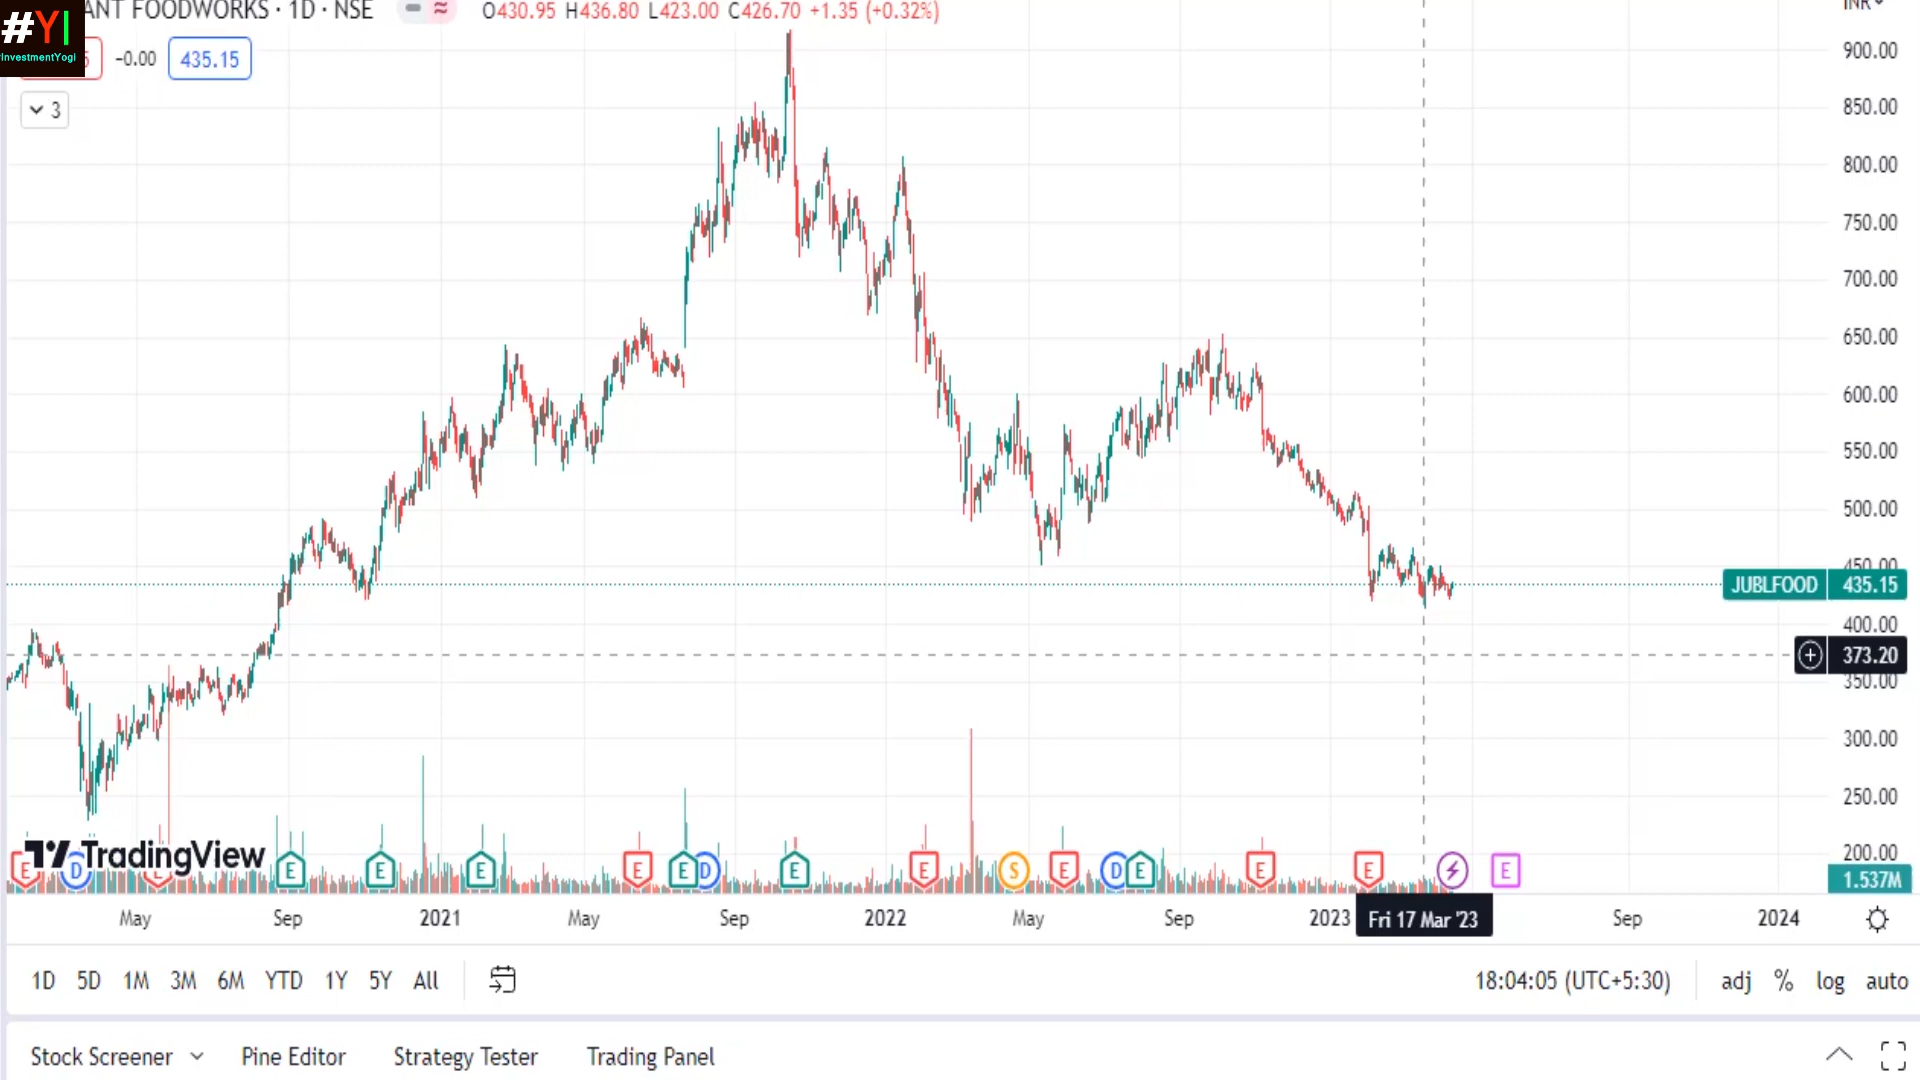 #YI
InvestmentYogi
ANT FOODWORKS · 1D · NSE O430.95 H436.80 L423.00 C426.70 +1.35 (+0.32%)
INR
5 −0.00 435.15
3
900.00
850.00
800.00
750.00
700.00
650.00
600.00
550.00
500.00
450.00
JUBLFOOD 435.15
400.00
373.20
350.00
300.00
250.00
200.00
TradingView
E D E E E E E E D E E S E D E E E E
1.537M
May Sep 2021 May Sep 2022 May Sep 2023 Fri 17 Mar '23 Sep 2024
1D 5D 1M 3M 6M YTD 1Y 5Y All 18:04:05 (UTC+5:30) adj % log auto
Stock Screener Pine Editor Strategy Tester Trading Panel